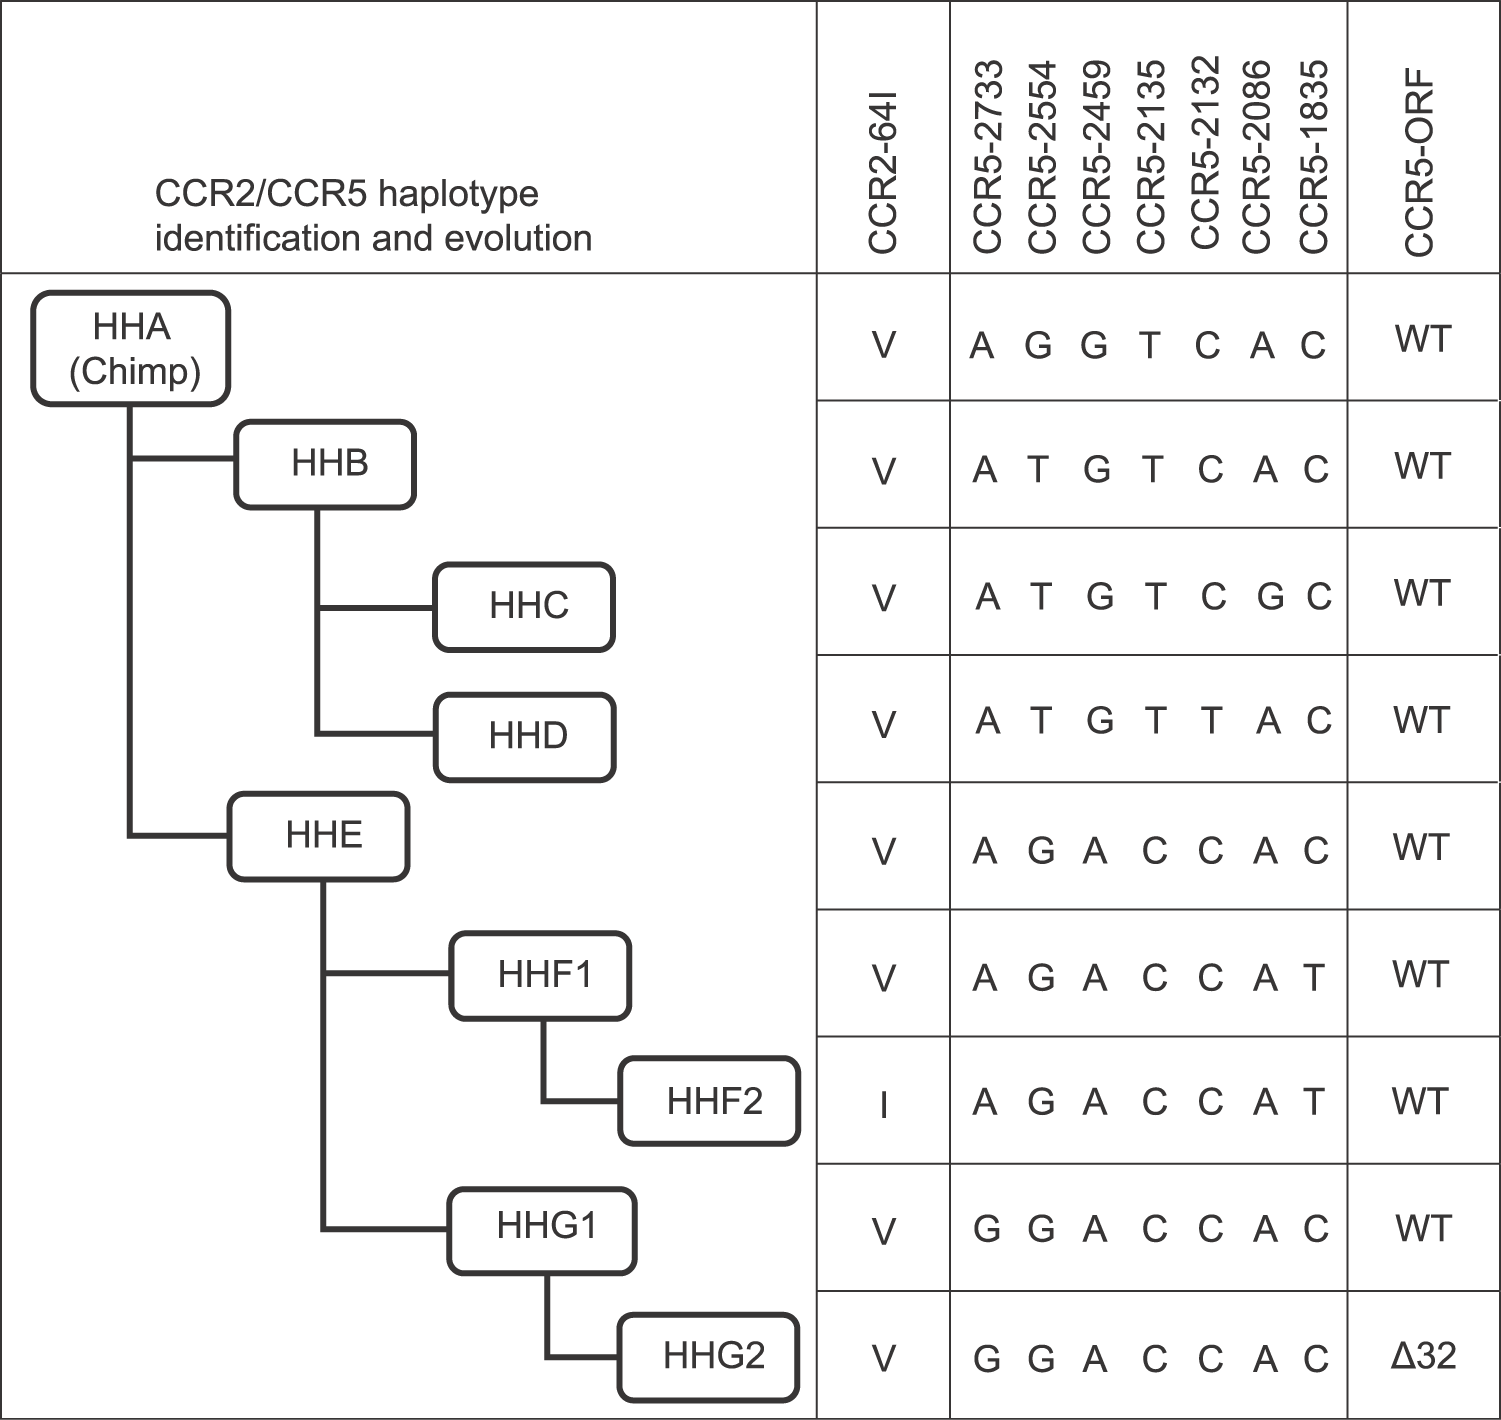 CCR2/CCR5 haplotype
identification and evolution
CCR2-64I
CCR5-2733
CCR5-2554
CCR5-2459
CCR5-2135
CCR5-2132
CCR5-2086
CCR5-1835
CCR5-ORF
HHA
(Chimp)
V A G G T C A C WT
HHB
V A T G T C A C WT
HHC
V A T G T C G C WT
HHD
V A T G T T A C WT
HHE
V A G A C C A C WT
HHF1
V A G A C C A T WT
HHF2
I A G A C C A T WT
HHG1
V G G A C C A C WT
HHG2
V G G A C C A C Δ32